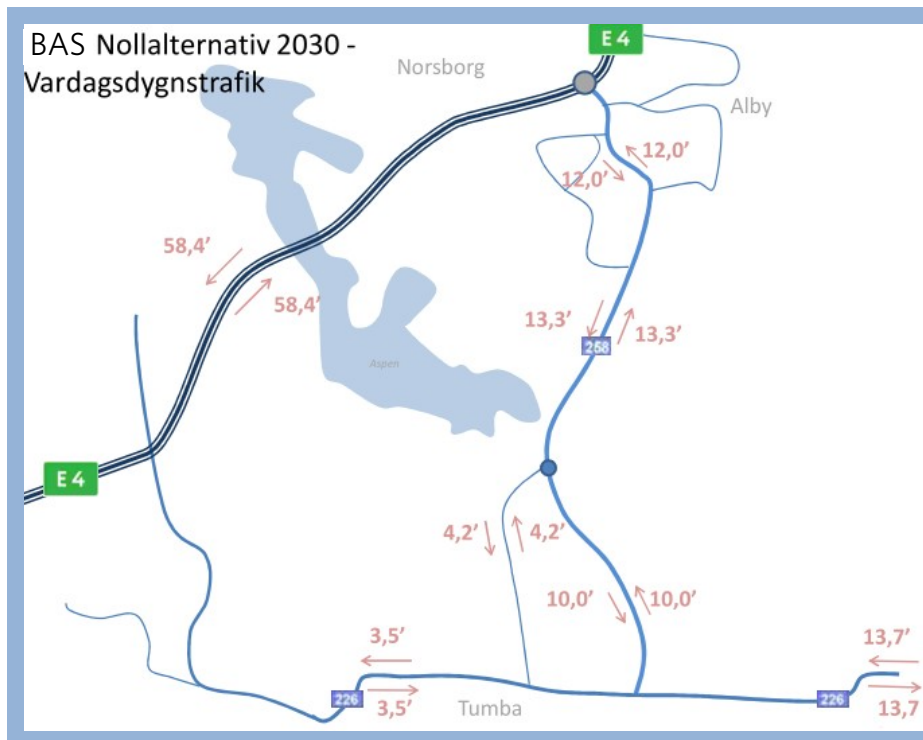 BAS Nollalternativ 2030 -
Vardagsdygnstrafik
E 4
Norsborg
Alby
12,0’
12,0’
58,4’
58,4’
13,3’
13,3’
258
Aspen
E 4
4,2’
4,2’
10,0’
10,0’
3,5’
13,7’
226
3,5’
Tumba
226
13,7